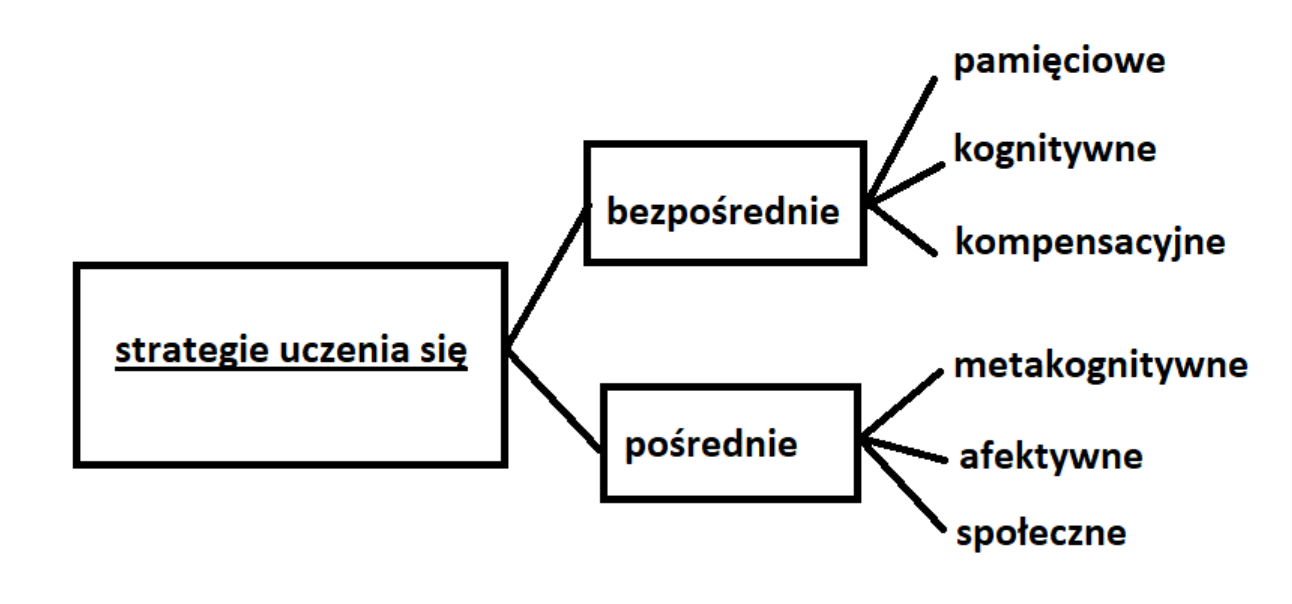 strategie uczenia się
bezpośrednie
pamięciowe
kognitywne
kompensacyjne
pośrednie
metakognitywne
afektywne
społeczne